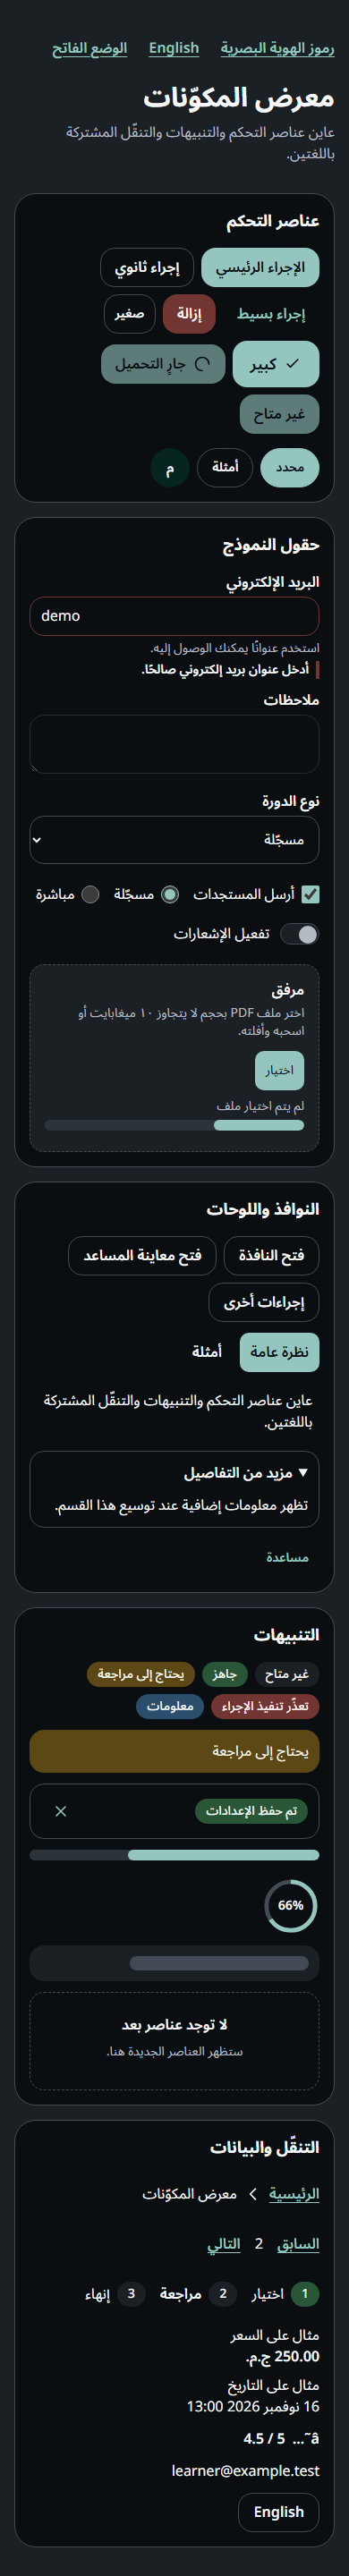 رموز الهوية البصرية English الوضع الفاتح
معرض المكوّنات
عاين عناصر التحكم والتنبيهات والتنقّل المشتركة
باللغتين.
عناصر التحكم
الإجراء الرئيسي إجراء ثانوي
إجراء بسيط إزالة صغير
كبير جارٍ التحميل
غير متاح
محدد أمثلة م
حقول النموذج
البريد الإلكتروني
demo
استخدم عنوانًا يمكنك الوصول إليه.
أدخل عنوان بريد إلكتروني صالحًا.
ملاحظات
نوع الدورة
مسجّلة
أرسل المستجدات مسجّلة مباشرة
تفعيل الإشعارات
مرفق
اختر ملف PDF بحجم لا يتجاوز ١٠ ميغابايت أو
اسحبه وأفلته.
اختيار
لم يتم اختيار ملف
النوافذ واللوحات
فتح النافذة فتح معاينة المساعد
إجراءات أخرى
نظرة عامة أمثلة
عاين عناصر التحكم والتنبيهات والتنقّل المشتركة
باللغتين.
مزيد من التفاصيل
تظهر معلومات إضافية عند توسيع هذا القسم.
مساعدة
التنبيهات
غير متاح جاهز يحتاج إلى مراجعة
تعذّر تنفيذ الإجراء معلومات
يحتاج إلى مراجعة
تم حفظ الإعدادات
66%
لا توجد عناصر بعد
ستظهر العناصر الجديدة هنا.
التنقّل والبيانات
الرئيسية معرض المكوّنات
السابق 2 التالي
1 اختيار 2 مراجعة 3 إنهاء
مثال على السعر
250.00 ج.م.
مثال على التاريخ
16 نوفمبر 2026 13:00
4.5 / 5 …˜â
learner@example.test
English